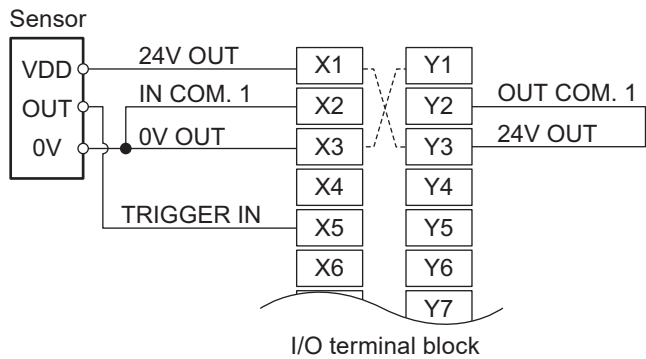 Sensor
VDD
OUT
0V
24V OUT
IN COM. 1
0V OUT
TRIGGER IN
X1
X2
X3
X4
X5
X6
Y1
Y2
Y3
Y4
Y5
Y6
Y7
OUT COM. 1
24V OUT
I/O terminal block